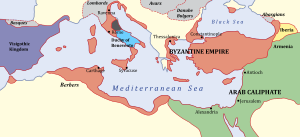 Lombards
Avars
Danube
Bulgars
Abasgians
Basques
Ravenna
Black Sea
Iberia
Visigothic
Kingdom
Rome
Duchy of
Benevento
Thessalonica
Constantinople
Armenia
BYZANTINE EMPIRE
Berbers
Carthage
Syracuse
Antioch
Mediterranean Sea
ARAB CALIPHATE
Jerusalem
Alexandria